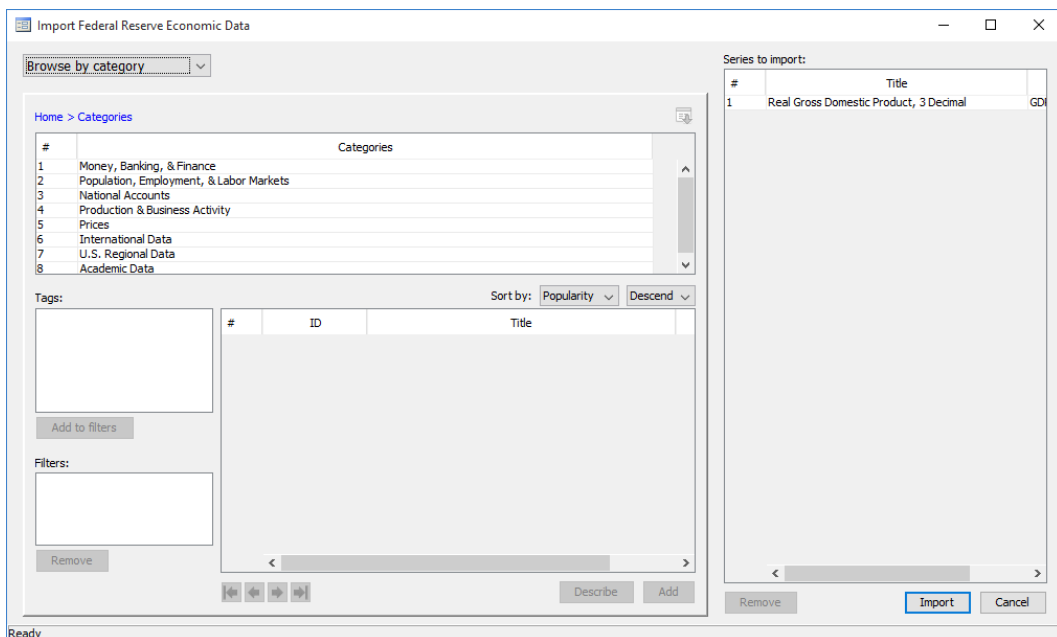 Import Federal Reserve Economic Data
Browse by category
Home > Categories
# Categories
1 Money, Banking, & Finance
2 Population, Employment, & Labor Markets
3 National Accounts
4 Production & Business Activity
5 Prices
6 International Data
7 U.S. Regional Data
8 Academic Data
Tags:
Sort by: Popularity Descend
# ID Title
Add to filters
Filters:
Remove
Describe Add
Series to import:
# Title
1 Real Gross Domestic Product, 3 Decimal
Remove Import Cancel
Ready